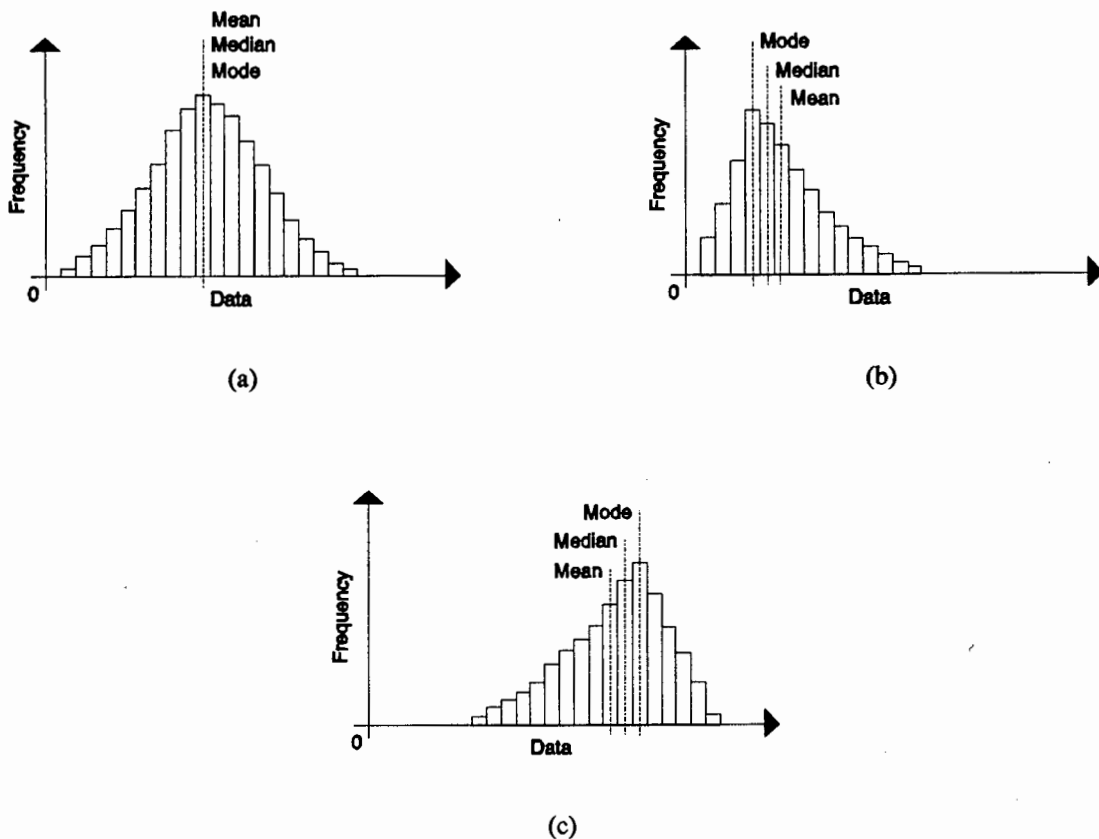 Mean
Median
Mode
Frequency
0
Data
(a)
Mode
Median
Mean
Frequency
0
Data
(b)
Mode
Median
Mean
Frequency
0
Data
(c)